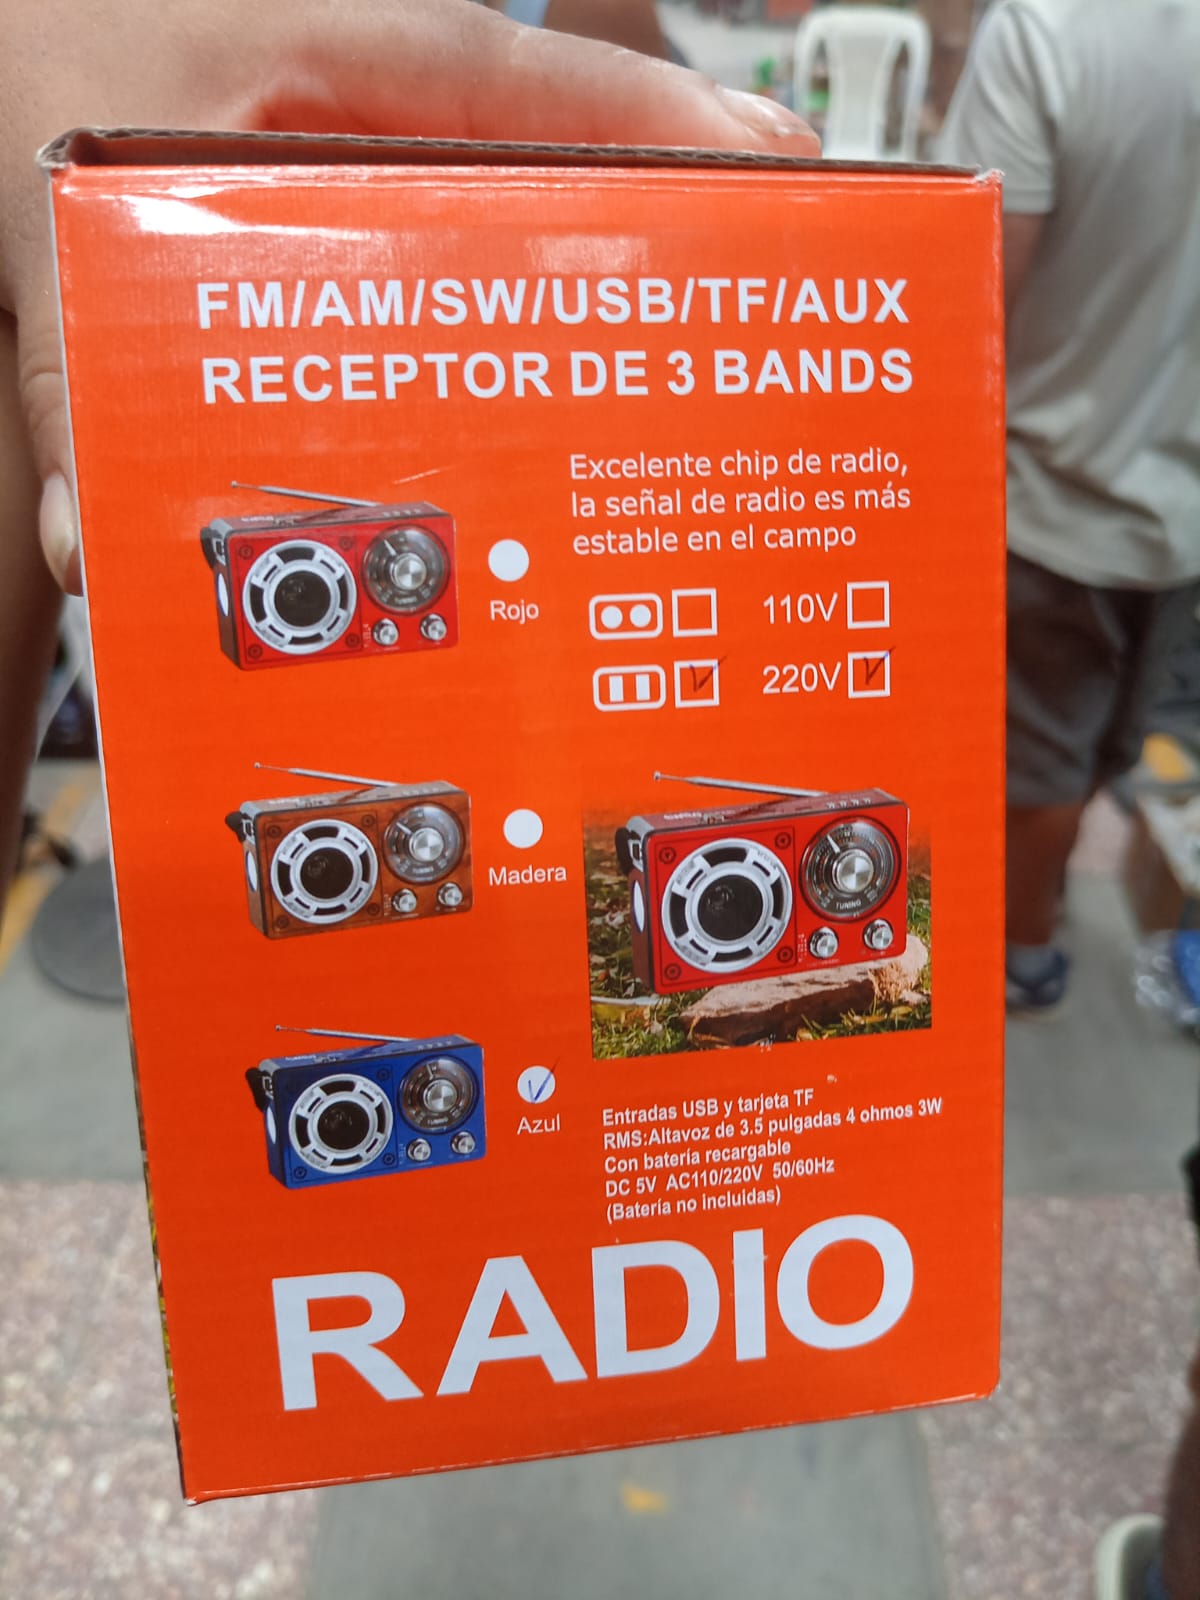 FM/AM/SW/USB/TF/AUX
RECEPTOR DE 3 BANDS
Excelente chip de radio,
la señal de radio es más
estable en el campo
Rojo
110V
220V
Madera
TUNING
Azul
Entradas USB y tarjeta TF
RMS:Altavoz de 3.5 pulgadas 4 ohmos 3W
Con batería recargable
DC 5V AC110/220V 50/60Hz
(Batería no incluidas)
RADIO